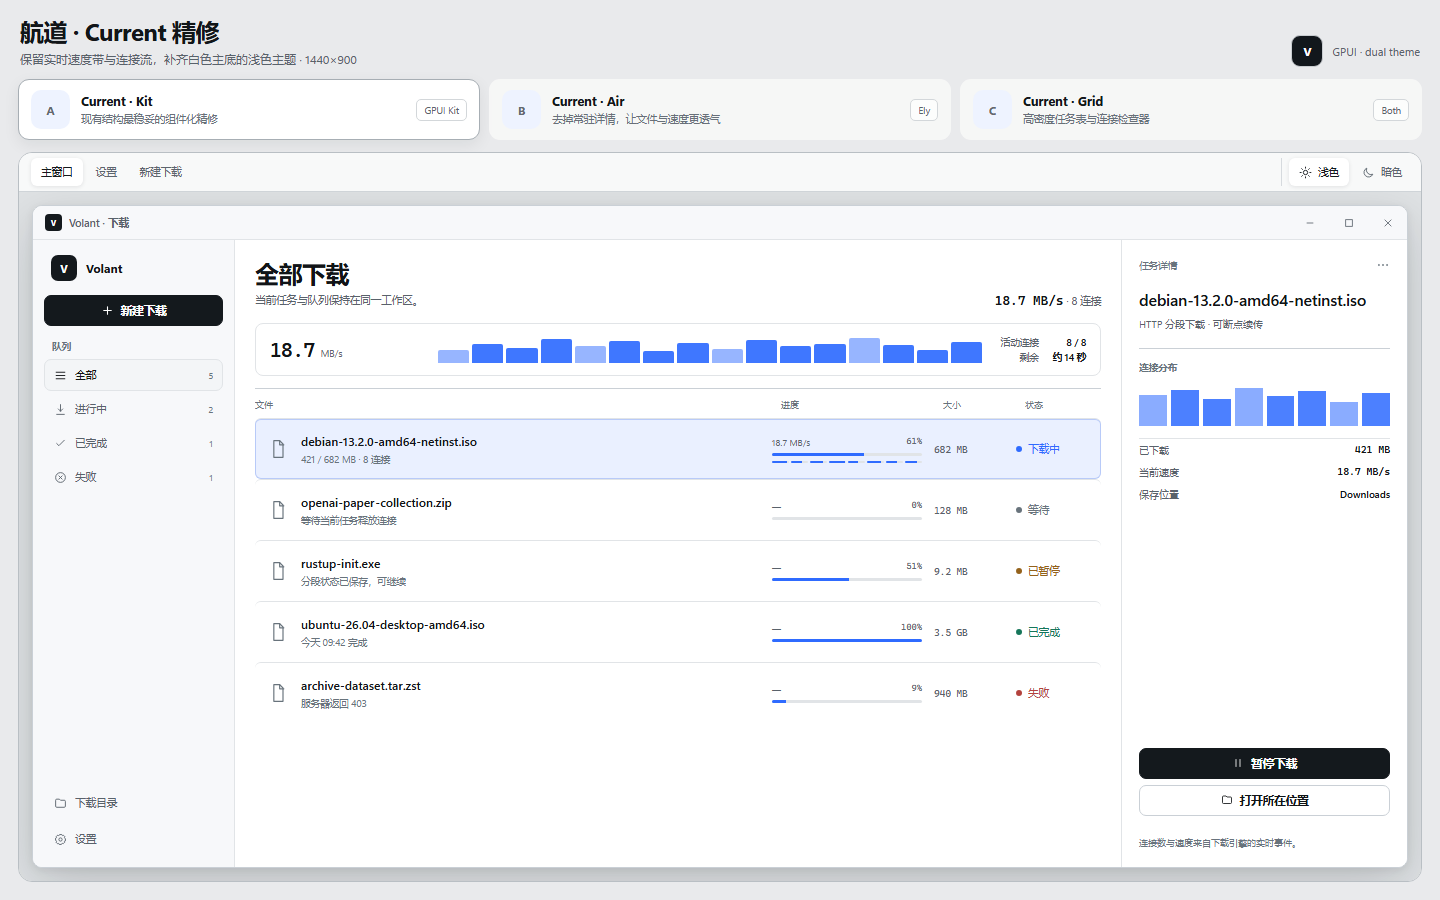 航道 · Current 精修
保留实时速度带与连接流，补齐白色主底的浅色主题 · 1440×900
V
GPUI · dual theme
A
Current · Kit
现有结构最稳妥的组件化精修
GPUI Kit
B
Current · Air
去掉常驻详情，让文件与速度更透气
Ely
C
Current · Grid
高密度任务表与连接检查器
Both
主窗口
设置
新建下载
浅色
暗色
V
Volant · 下载
V
Volant
新建下载
队列
全部 5
进行中 2
已完成 1
失败 1
下载目录
设置
全部下载
当前任务与队列保持在同一工作区。
18.7 MB/s · 8 连接
18.7 MB/s
活动连接 8 / 8
剩余 约 14 秒
文件 进度 大小 状态
debian-13.2.0-amd64-netinst.iso
421 / 682 MB · 8 连接
18.7 MB/s 61%
682 MB
下载中
openai-paper-collection.zip
等待当前任务释放连接
— 0%
128 MB
等待
rustup-init.exe
分段状态已保存，可继续
— 51%
9.2 MB
已暂停
ubuntu-26.04-desktop-amd64.iso
今天 09:42 完成
— 100%
3.5 GB
已完成
archive-dataset.tar.zst
服务器返回 403
— 9%
940 MB
失败
任务详情
debian-13.2.0-amd64-netinst.iso
HTTP 分段下载 · 可断点续传
连接分布
已下载 421 MB
当前速度 18.7 MB/s
保存位置 Downloads
暂停下载
打开所在位置
连接数与速度来自下载引擎的实时事件。